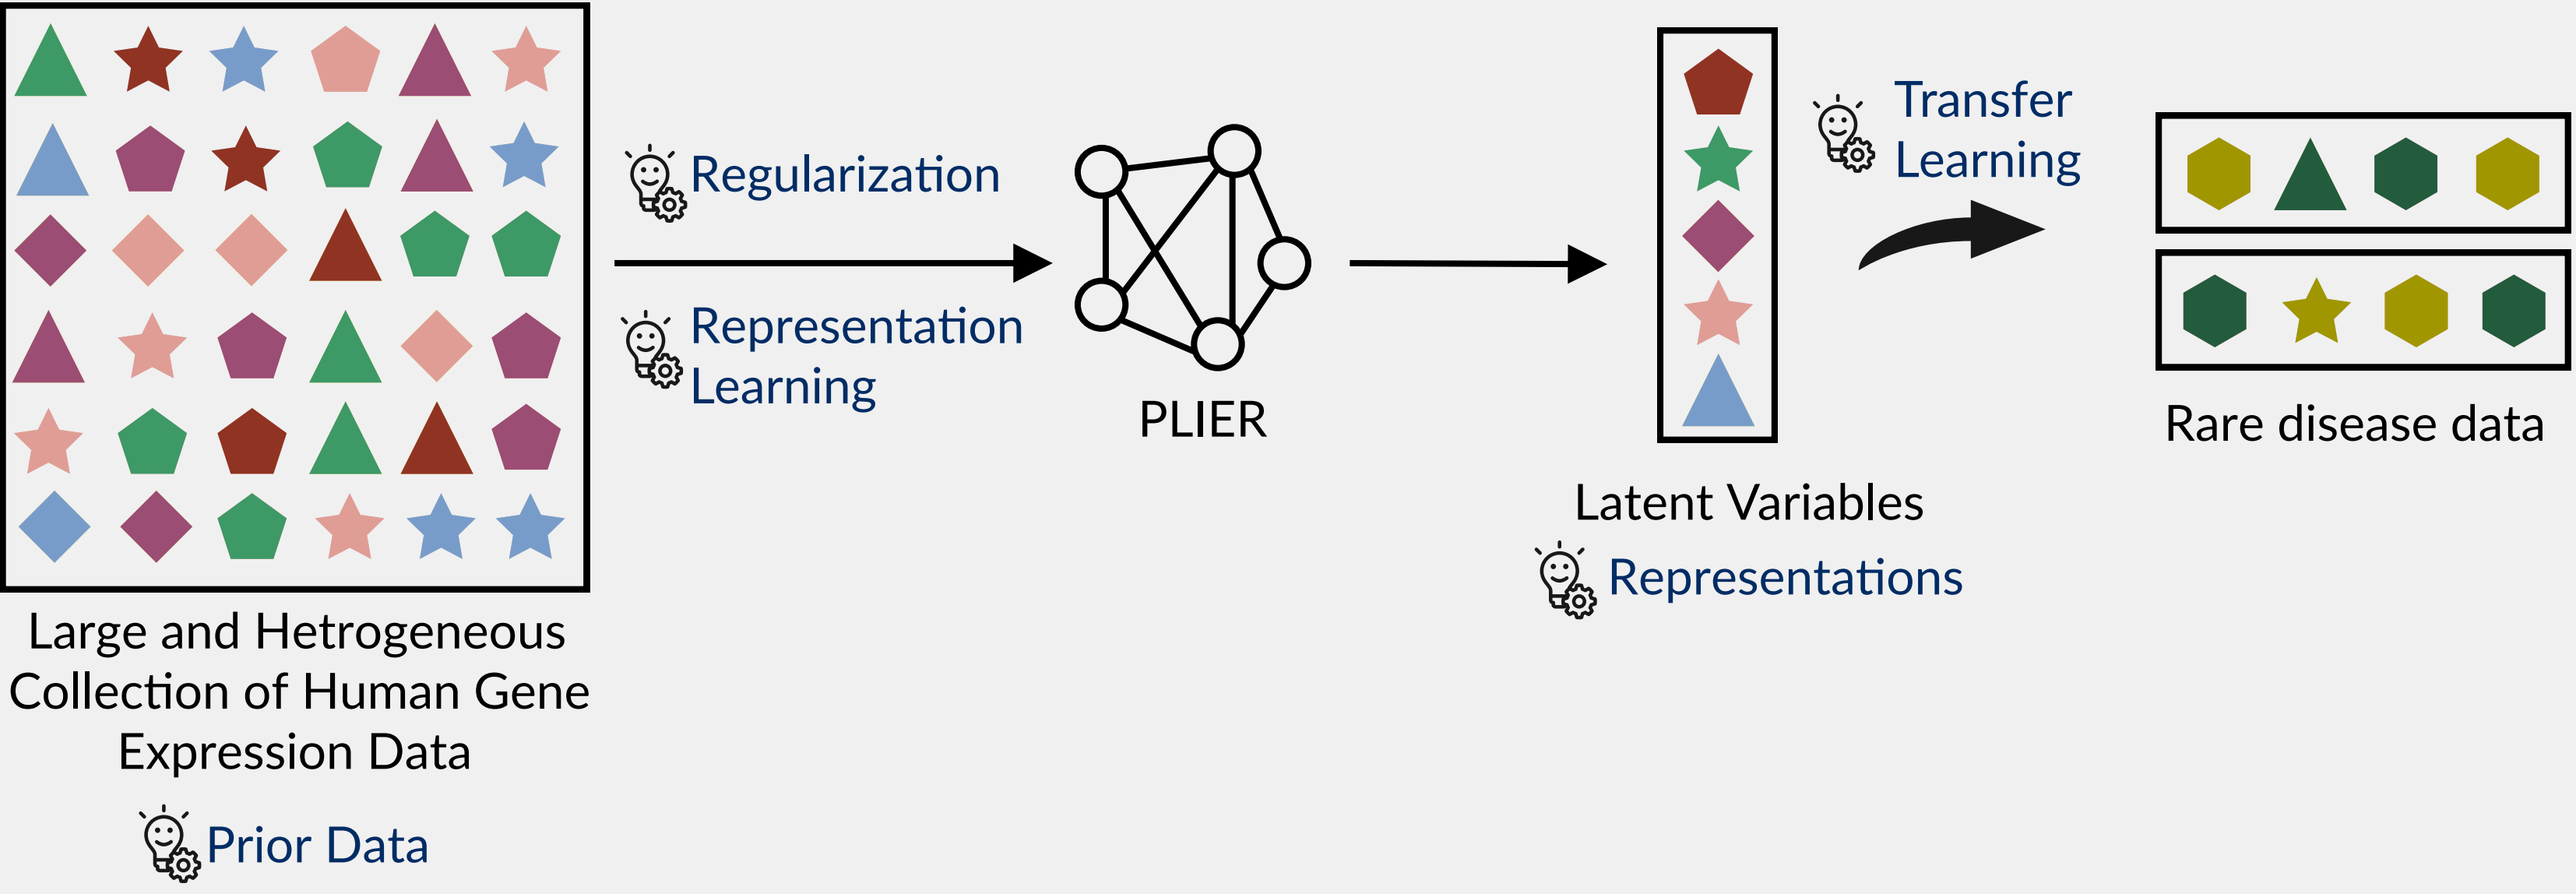 Large and Hetrogeneous
Collection of Human Gene
Expression Data
Prior Data
Regularization
Representation
Learning
PLIER
Latent Variables
Representations
Transfer
Learning
Rare disease data